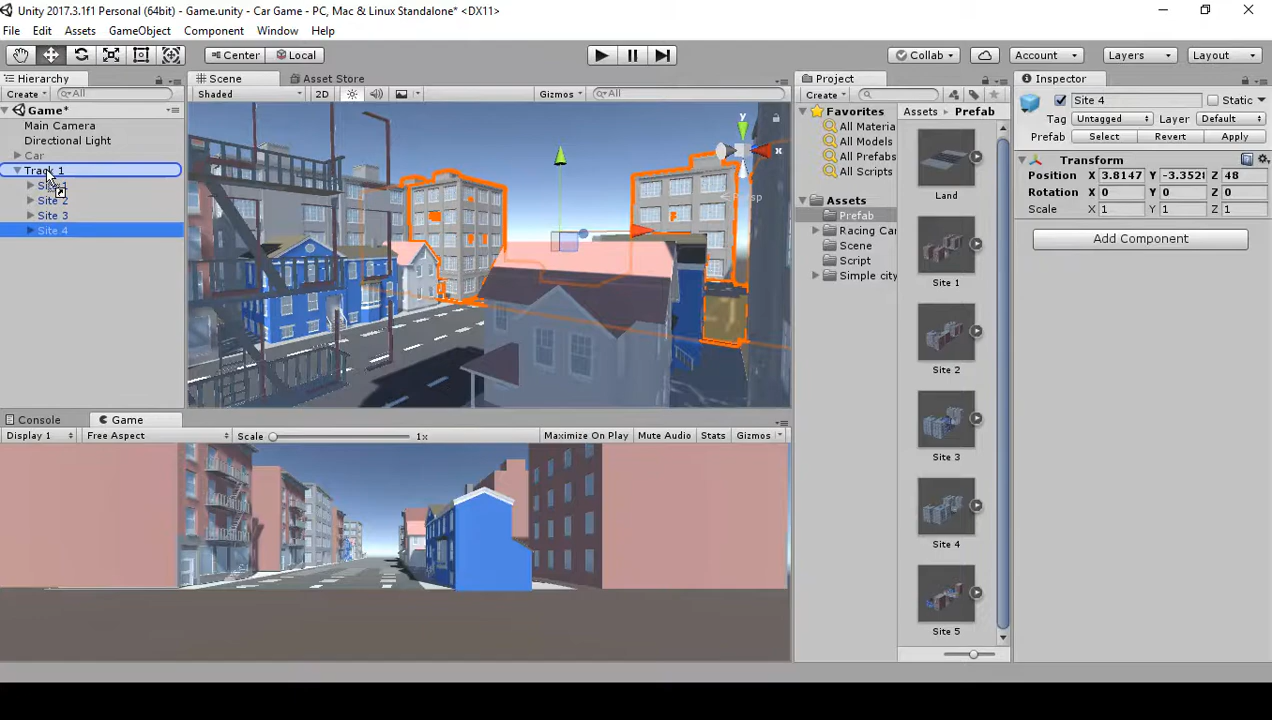 Unity 2017.3.1f1 Personal (64bit) - Game.unity - Car Game - PC, Mac & Linux Standalone* <DX11>
File Edit Assets GameObject Component Window Help
Center Local Collab Account Layers Layout
Hierarchy
Create All
Game*
Main Camera
Directional Light
Car
Track 1
Site 2
Site 3
Site 4
Scene Asset Store
Shaded 2D Gizmos All
y
x
Persp
Console Game
Display 1 Free Aspect Scale 1x Maximize On Play Mute Audio Stats Gizmos
Project
Create
Favorites
All Materia
All Models
All Prefabs
All Scripts
Assets
Prefab
Racing Car
Scene
Script
Simple city
Assets Prefab
Land
Site 1
Site 2
Site 3
Site 4
Site 5
Inspector
Site 4 Static
Tag Untagged Layer Default
Prefab Select Revert Apply
Transform
Position X 3.8147 Y -3.3528 Z 48
Rotation X 0 Y 0 Z 0
Scale X 1 Y 1 Z 1
Add Component